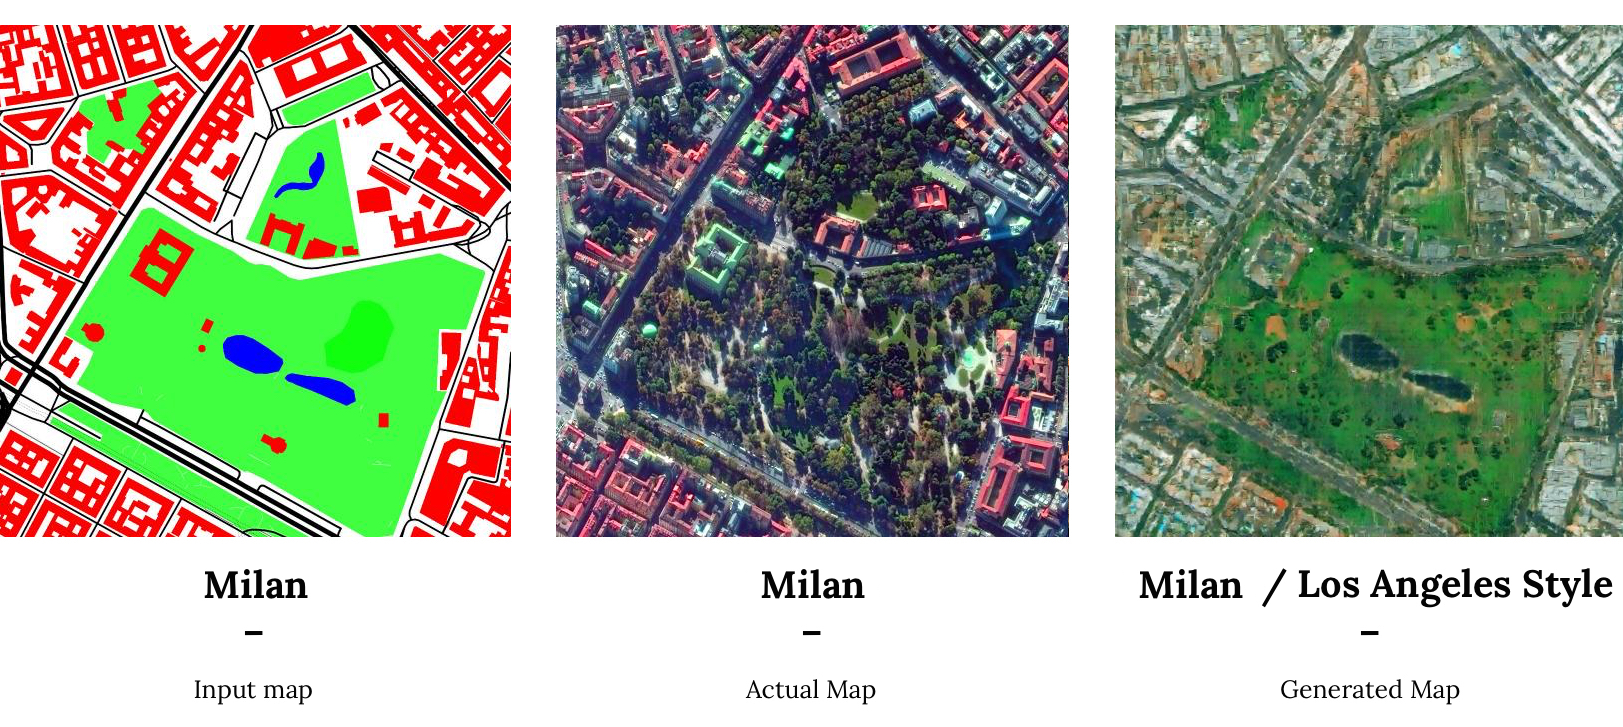 Milan
Milan
Milan / Los Angeles Style
–
–
–
Input map
Actual Map
Generated Map